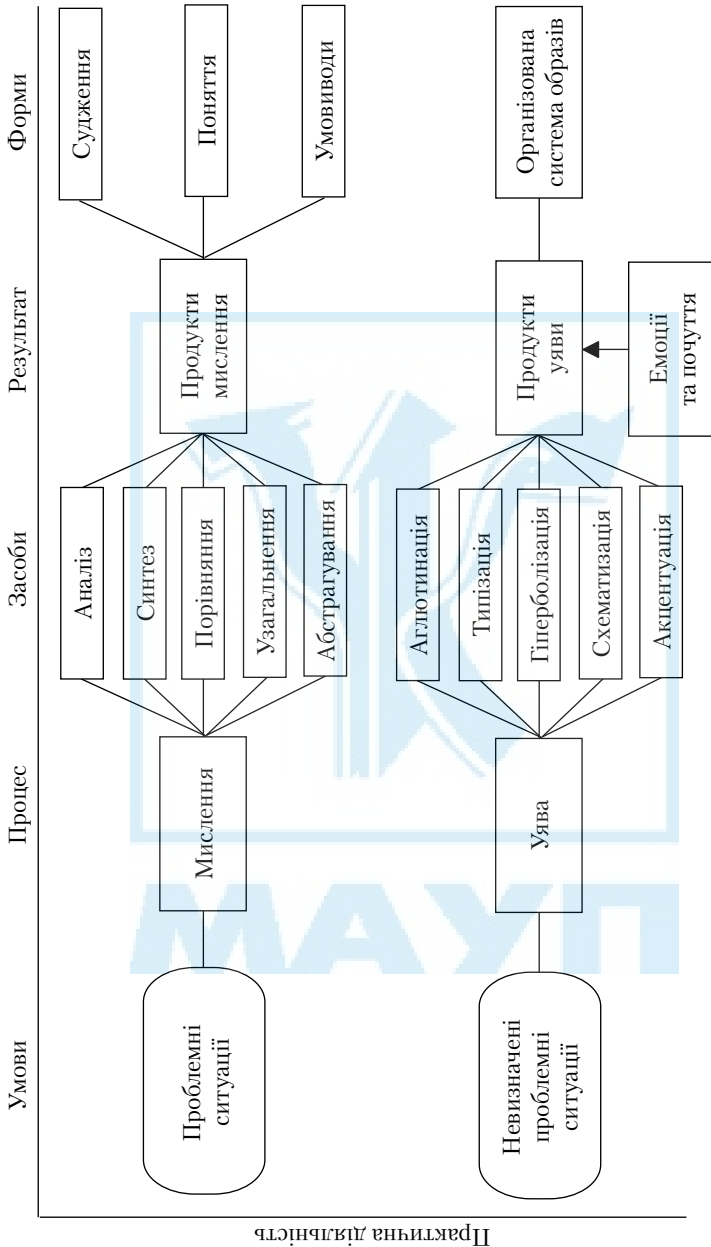 Умови
Процес
Засоби
Результат
Форми
Практична діяльність
Проблемні
ситуації
Мислення
Аналіз
Синтез
Порівняння
Узагальнення
Абстрагування
Продукти
мислення
Судження
Поняття
Умовиводи
Невизначені
проблемні
ситуації
Уява
Аглютинація
Типізація
Гіперболізація
Схематизація
Акцентуація
Продукти
уяви
Емоції
та почуття
Організована
система образів
МАУП